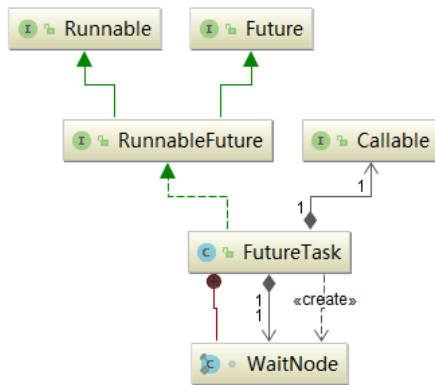 I Runnable
I Future
I RunnableFuture
I Callable
1
1
C FutureTask
1
1
«create»
C WaitNode